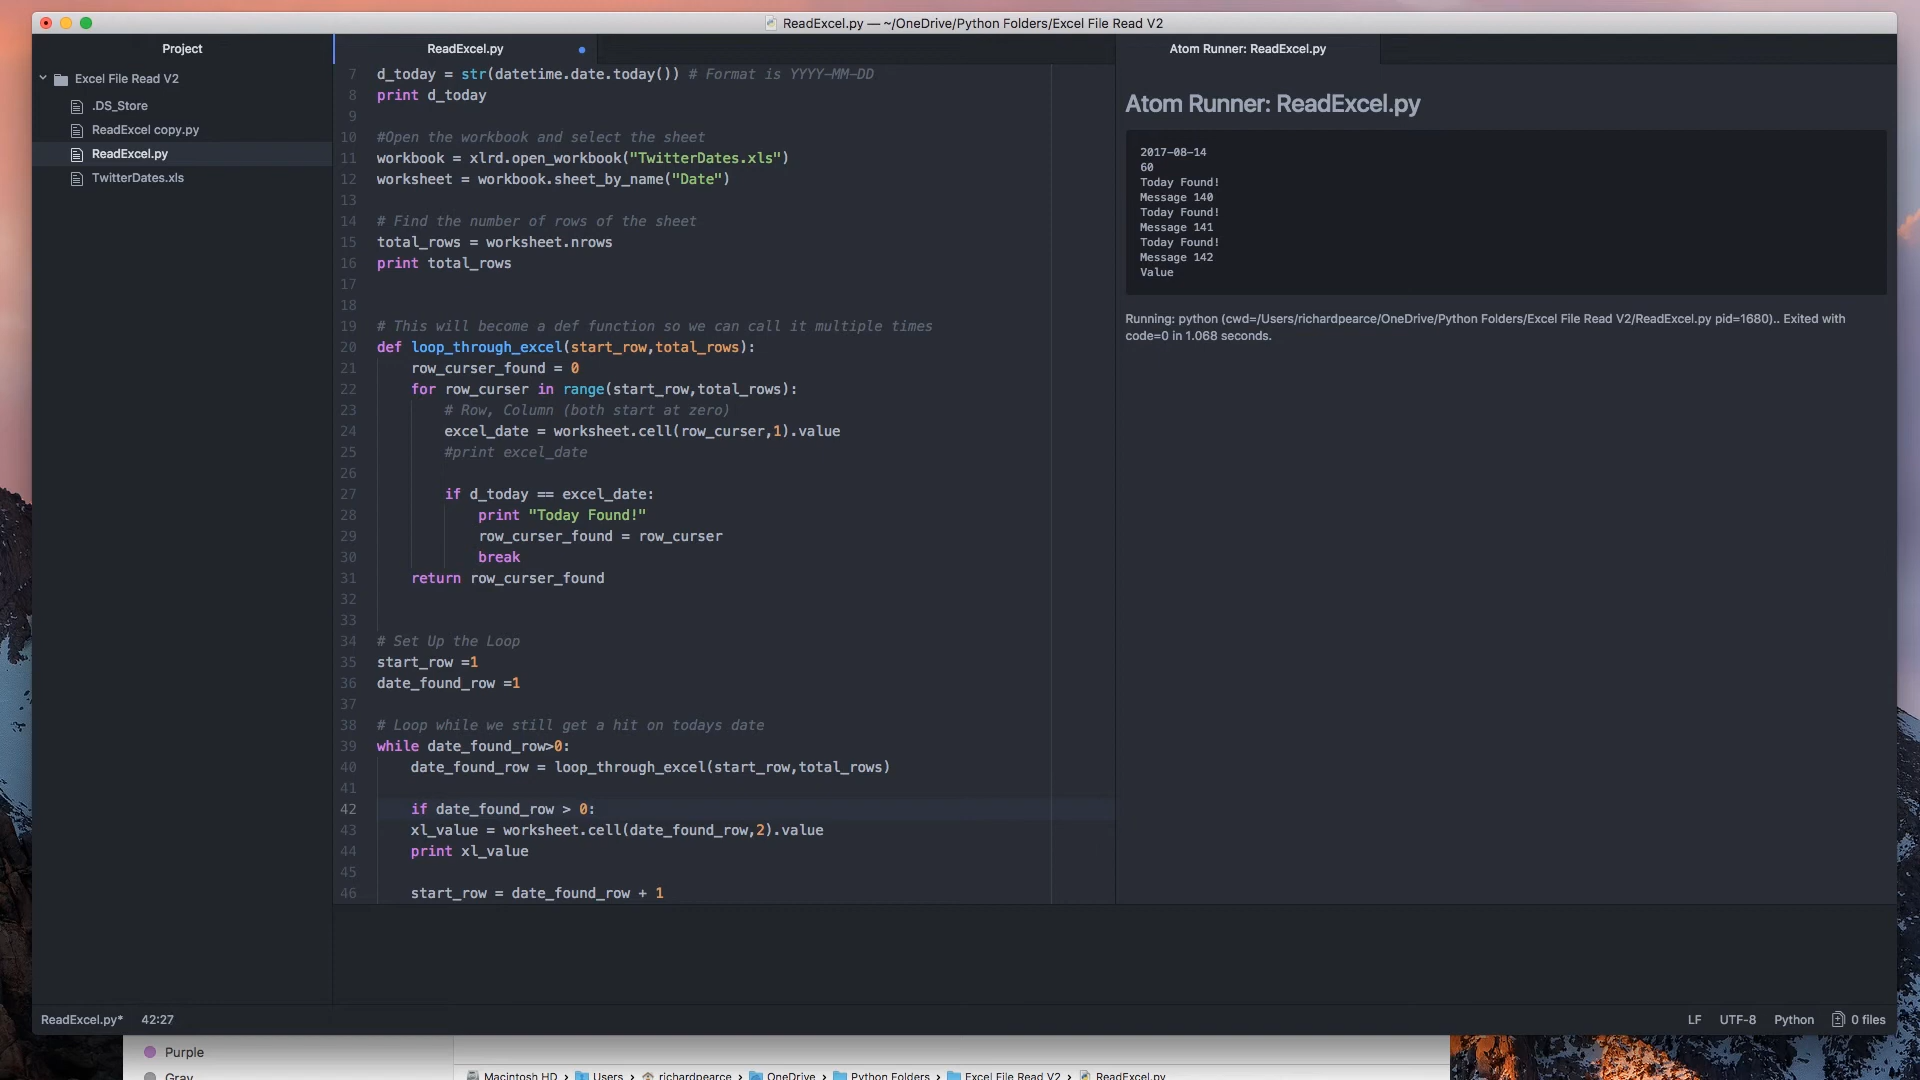 ReadExcel.py — ~/OneDrive/Python Folders/Excel File Read V2
Project
Excel File Read V2
.DS_Store
ReadExcel copy.py
ReadExcel.py
TwitterDates.xls
ReadExcel.py
7 d_today = str(datetime.date.today()) # Format is YYYY-MM-DD
8 print d_today
9
10 #Open the workbook and select the sheet
11 workbook = xlrd.open_workbook("TwitterDates.xls")
12 worksheet = workbook.sheet_by_name("Date")
13
14 # Find the number of rows of the sheet
15 total_rows = worksheet.nrows
16 print total_rows
17
18
19 # This will become a def function so we can call it multiple times
20 def loop_through_excel(start_row,total_rows):
21 row_curser_found = 0
22 for row_curser in range(start_row,total_rows):
23 # Row, Column (both start at zero)
24 excel_date = worksheet.cell(row_curser,1).value
25 #print excel_date
26
27 if d_today == excel_date:
28 print "Today Found!"
29 row_curser_found = row_curser
30 break
31 return row_curser_found
32
33
34 # Set Up the Loop
35 start_row =1
36 date_found_row =1
37
38 # Loop while we still get a hit on todays date
39 while date_found_row>0:
40 date_found_row = loop_through_excel(start_row,total_rows)
41
42 if date_found_row > 0:
43 xl_value = worksheet.cell(date_found_row,2).value
44 print xl_value
45
46 start_row = date_found_row + 1
Atom Runner: ReadExcel.py
Atom Runner: ReadExcel.py
2017-08-14
60
Today Found!
Message 140
Today Found!
Message 141
Today Found!
Message 142
Value
Running: python (cwd=/Users/richardpearce/OneDrive/Python Folders/Excel File Read V2/ReadExcel.py pid=1680).. Exited with
code=0 in 1.068 seconds.
ReadExcel.py* 42:27
LF UTF-8 Python 0 files
Purple
Gray
Macintosh HD › Users › richardpearce › OneDrive › Python Folders › Excel File Read V2 › ReadExcel.py